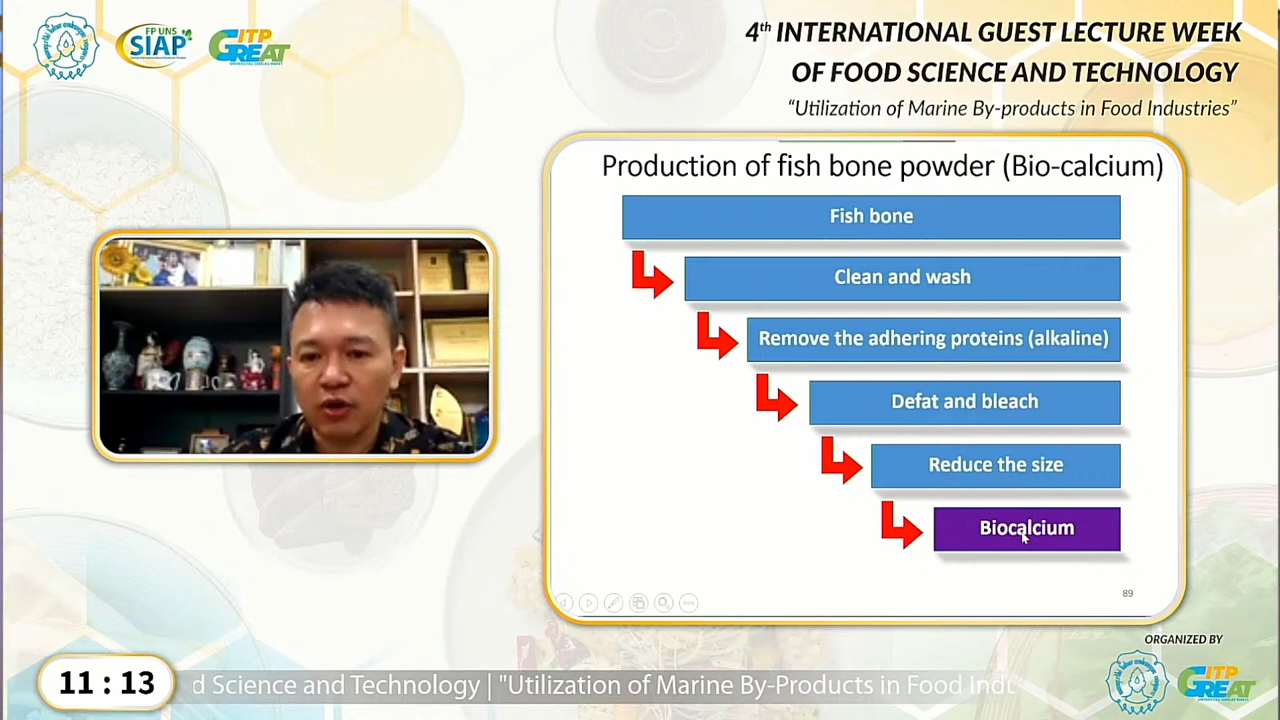 FP UNS
SIAP
ITP
GREAT
4th INTERNATIONAL GUEST LECTURE WEEK
OF FOOD SCIENCE AND TECHNOLOGY
“Utilization of Marine By-products in Food Industries”
Production of fish bone powder (Bio-calcium)
Fish bone
Clean and wash
Remove the adhering proteins (alkaline)
Defat and bleach
Reduce the size
Biocalcium
89
ORGANIZED BY
ITP
GREAT
11 : 13
d Science and Technology | "Utilization of Marine By-Products in Food Indu